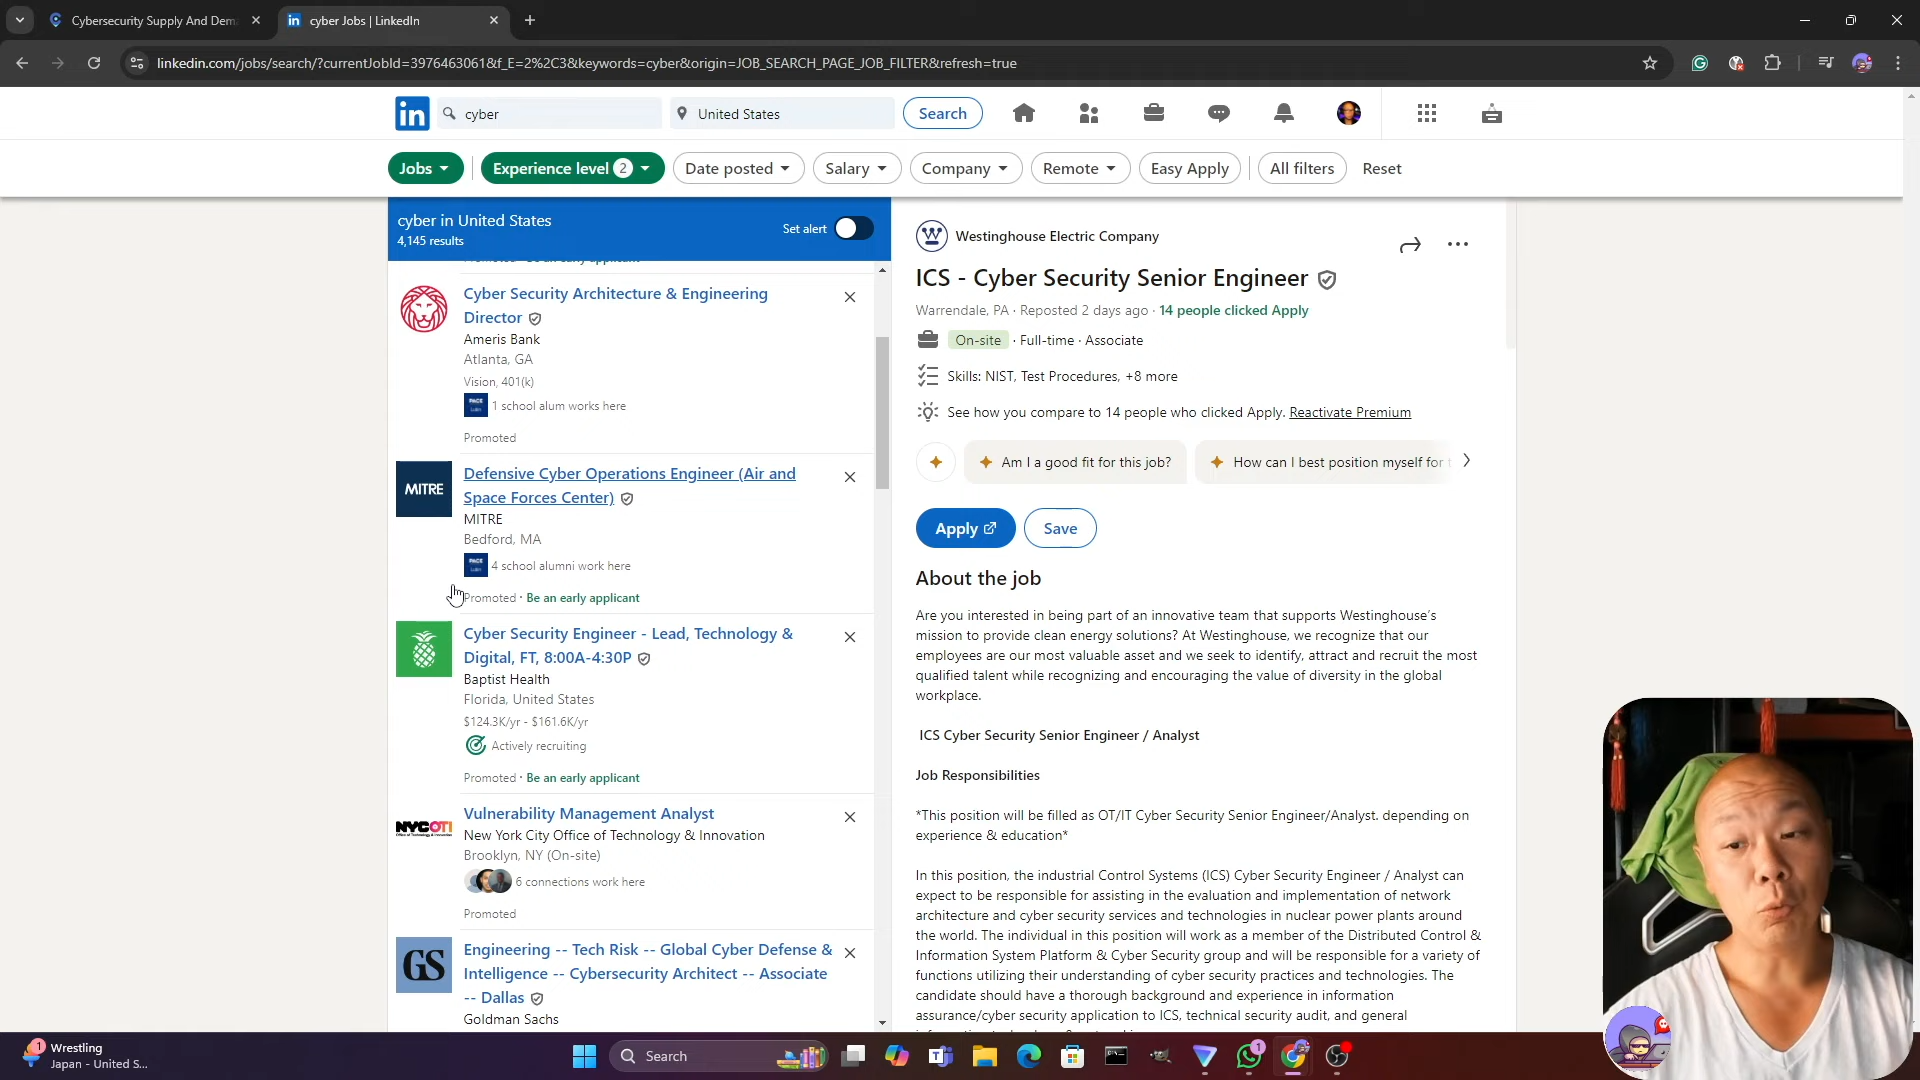 Cybersecurity Supply And Dem
cyber Jobs | LinkedIn
linkedin.com/jobs/search/?currentJobId=3976463061&f_E=2%2C3&keywords=cyber&origin=JOB_SEARCH_PAGE_JOB_FILTER&refresh=true
in
cyber
United States
Search
Jobs
Experience level 2
Date posted
Salary
Company
Remote
Easy Apply
All filters
Reset
cyber in United States
4,145 results
Set alert
Cyber Security Architecture & Engineering
Director
Ameris Bank
Atlanta, GA
Vision, 401(k)
1 school alum works here
Promoted
MITRE
Defensive Cyber Operations Engineer (Air and
Space Forces Center)
MITRE
Bedford, MA
4 school alumni work here
Promoted · Be an early applicant
Cyber Security Engineer - Lead, Technology &
Digital, FT, 8:00A-4:30P
Baptist Health
Florida, United States
$124.3K/yr - $161.6K/yr
Actively recruiting
Promoted · Be an early applicant
NYCOTI
Vulnerability Management Analyst
New York City Office of Technology & Innovation
Brooklyn, NY (On-site)
6 connections work here
Promoted
GS
Engineering -- Tech Risk -- Global Cyber Defense &
Intelligence -- Cybersecurity Architect -- Associate
-- Dallas
Goldman Sachs
Westinghouse Electric Company
ICS - Cyber Security Senior Engineer
Warrendale, PA · Reposted 2 days ago · 14 people clicked Apply
On-site · Full-time · Associate
Skills: NIST, Test Procedures, +8 more
See how you compare to 14 people who clicked Apply. Reactivate Premium
Am I a good fit for this job?
How can I best position myself for t
Apply
Save
About the job
Are you interested in being part of an innovative team that supports Westinghouse's
mission to provide clean energy solutions? At Westinghouse, we recognize that our
employees are our most valuable asset and we seek to identify, attract and recruit the most
qualified talent while recognizing and encouraging the value of diversity in the global
workplace.
ICS Cyber Security Senior Engineer / Analyst
Job Responsibilities
*This position will be filled as OT/IT Cyber Security Senior Engineer/Analyst. depending on
experience & education*
In this position, the industrial Control Systems (ICS) Cyber Security Engineer / Analyst can
expect to be responsible for assisting in the evaluation and implementation of network
architecture and cyber security services and technologies in nuclear power plants around
the world. The individual in this position will work as a member of the Distributed Control &
Information System Platform & Cyber Security group and will be responsible for a variety of
functions utilizing their understanding of cyber security practices and technologies. The
candidate should have a thorough background and experience in information
assurance/cyber security application to ICS, technical security audit, and general
1
Wrestling
Japan - United S...
Search
1